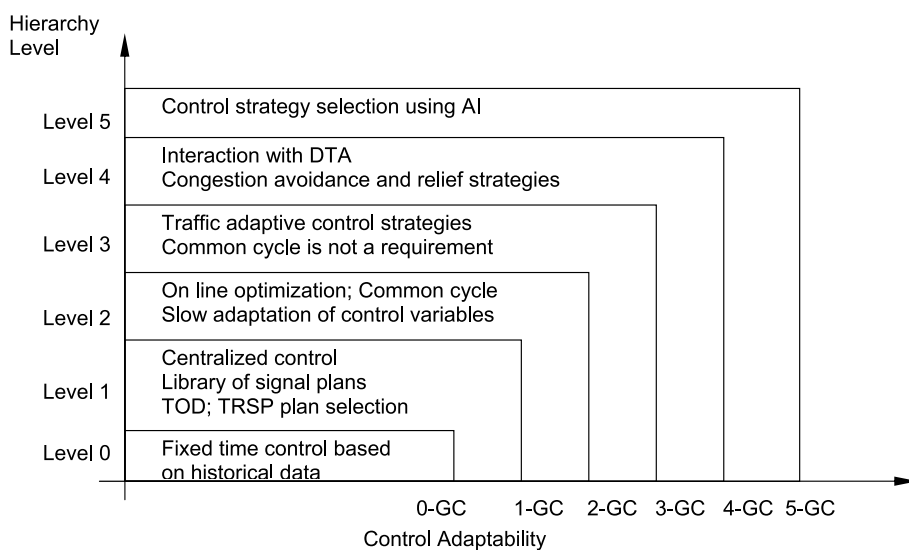 Hierarchy
Level
Level 5
Control strategy selection using AI
Level 4
Interaction with DTA
Congestion avoidance and relief strategies
Level 3
Traffic adaptive control strategies
Common cycle is not a requirement
Level 2
On line optimization; Common cycle
Slow adaptation of control variables
Level 1
Centralized control
Library of signal plans
TOD; TRSP plan selection
Level 0
Fixed time control based
on historical data
0-GC 1-GC 2-GC 3-GC 4-GC 5-GC
Control Adaptability